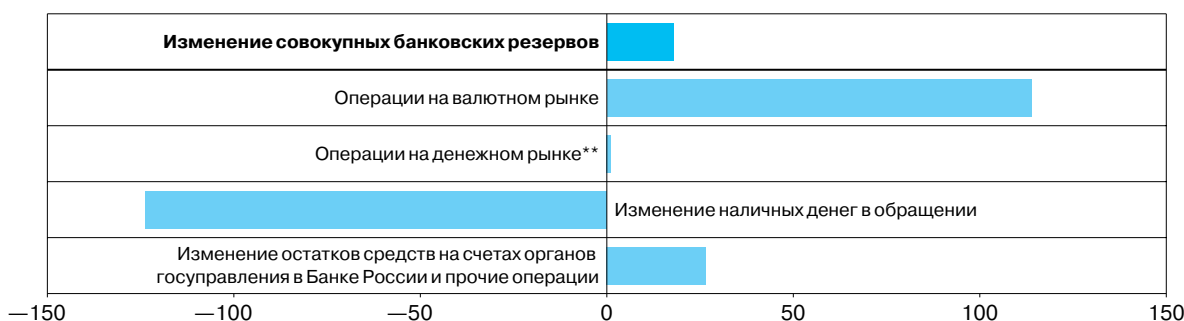 Изменение совокупных банковских резервов
Операции на валютном рынке
Операции на денежном рынке**
Изменение наличных денег в обращении
Изменение остатков средств на счетах органов
госуправления в Банке России и прочие операции
—150 —100 —50 0 50 100 150